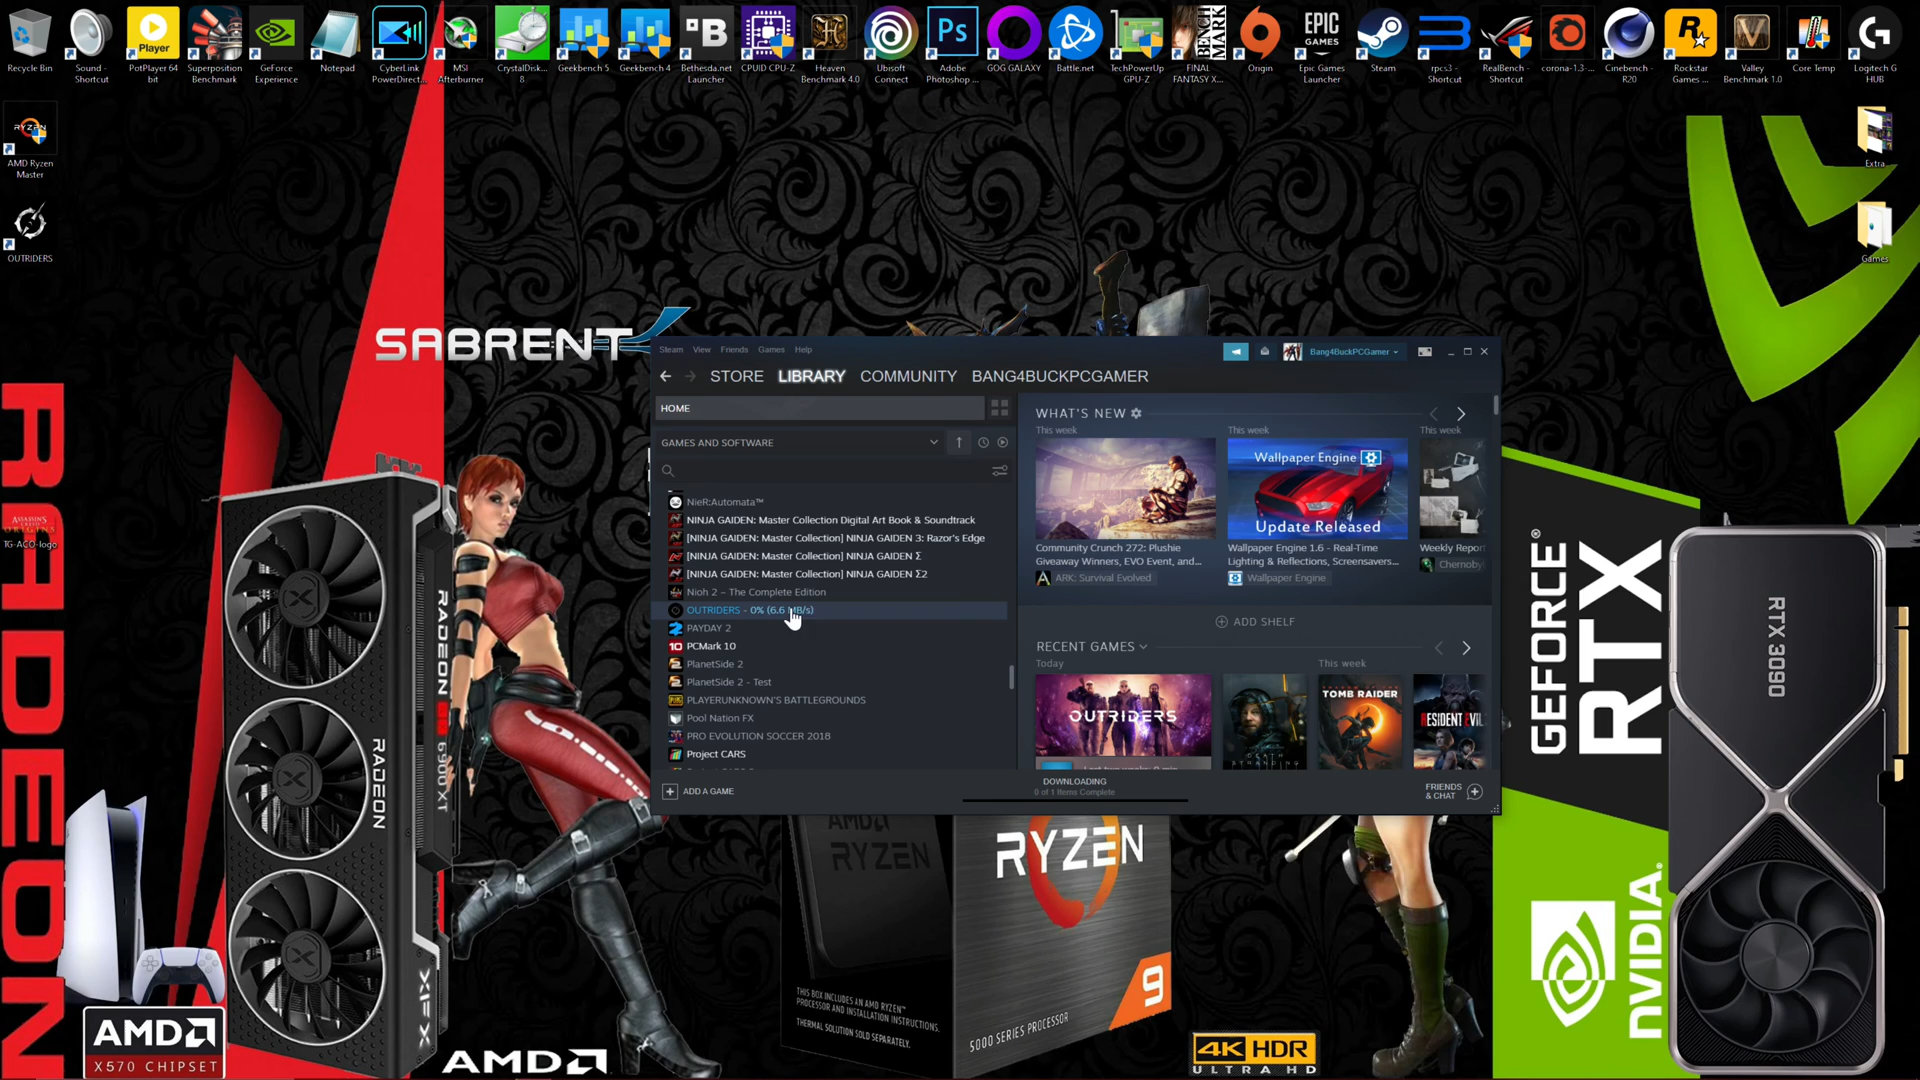 Recycle Bin
Sound - Shortcut
PotPlayer 64 bit
Superposition Benchmark
GeForce Experience
Notepad
CyberLink PowerDirect...
MSI Afterburner
CrystalDisk... 8
Geekbench 5
Geekbench 4
Bethesda.net Launcher
CPUID CPU-Z
Heaven Benchmark 4.0
Ubisoft Connect
Adobe Photoshop ...
GOG GALAXY
Battle.net
TechPowerUp GPU-Z
FINAL FANTASY X...
Origin
Epic Games Launcher
Steam
rpcs3 - Shortcut
RealBench - Shortcut
corona-1.3-...
Cinebench - R20
Rockstar Games ...
Valley Benchmark 1.0
Core Temp
Logitech G HUB
Player
:B
Ps
EPIC
GAMES
RYZEN
AMD Ryzen Master
OUTRIDERS
TG-ACO-logo
Extra
Games
SABRENT
Steam View Friends Games Help
Bang4BuckPCGamer
STORE LIBRARY COMMUNITY BANG4BUCKPCGAMER
HOME
GAMES AND SOFTWARE
NieR:Automata™
NINJA GAIDEN: Master Collection Digital Art Book & Soundtrack
[NINJA GAIDEN: Master Collection] NINJA GAIDEN 3: Razor's Edge
[NINJA GAIDEN: Master Collection] NINJA GAIDEN Σ
[NINJA GAIDEN: Master Collection] NINJA GAIDEN Σ2
Nioh 2 – The Complete Edition
OUTRIDERS - 0% (6.6 MB/s)
PAYDAY 2
PCMark 10
PlanetSide 2
PlanetSide 2 - Test
PLAYERUNKNOWN'S BATTLEGROUNDS
Pool Nation FX
PRO EVOLUTION SOCCER 2018
Project CARS
ADD A GAME
WHAT'S NEW
This week
This week
This week
Wallpaper Engine
Update Released
Community Crunch 272: Plushie
Giveaway Winners, EVO Event, and...
ARK: Survival Evolved
Wallpaper Engine 1.6 - Real-Time
Lighting & Reflections, Screensavers...
Wallpaper Engine
Weekly Report
Chernoby
ADD SHELF
RECENT GAMES
Today
This week
OUTRIDERS
DEATH STRANDING
TOMB RAIDER
RESIDENT EVIL
DOWNLOADING
0 of 1 Items Complete
FRIENDS & CHAT
RADEON
RADEON
RADEON
6900 XT
XFX
AMD
X570 CHIPSET
AMD
AMD
RYZEN
THIS BOX INCLUDES AN AMD RYZEN™
PROCESSOR AND INSTALLATION INSTRUCTIONS.
THERMAL SOLUTION SOLD SEPARATELY.
RYZEN
9
5000 SERIES PROCESSOR
4K HDR
ULTRA HD
GEFORCE®
RTX
RTX 3090
NVIDIA.